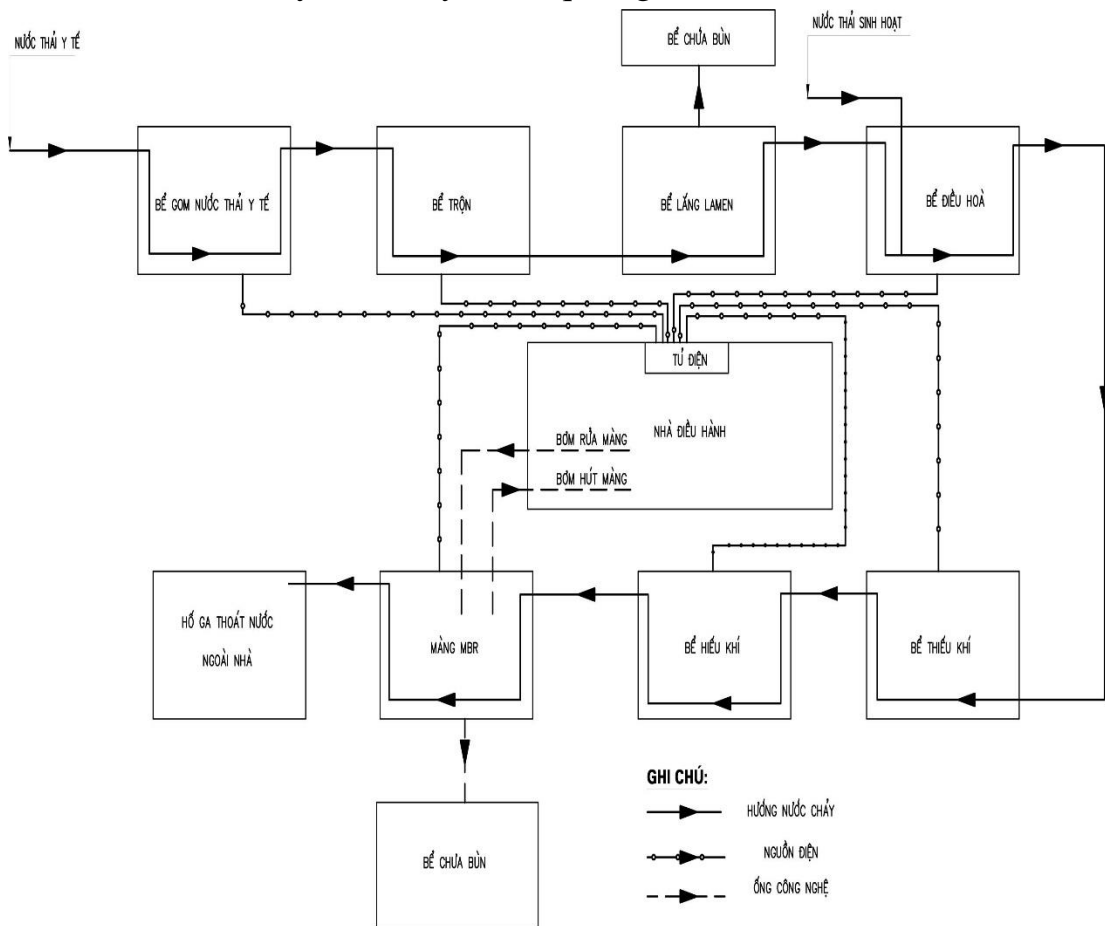 NƯỚC THẢI Y TẾ
BỂ CHỨA BÙN
NƯỚC THẢI SINH HOẠT
BỂ GOM NƯỚC THẢI Y TẾ
BỂ TRỘN
BỂ LẮNG LAMEN
BỂ ĐIỀU HOÀ
TỦ ĐIỆN
NHÀ ĐIỀU HÀNH
BƠM RỬA MÀNG
BƠM HÚT MÀNG
HỐ GA THOÁT NƯỚC
NGOÀI NHÀ
MÀNG MBR
BỂ HIẾU KHÍ
BỂ THIẾU KHÍ
BỂ CHƯA BÙN
GHI CHÚ:
HƯỚNG NƯỚC CHẢY
NGUỒN ĐIỆN
ỐNG CÔNG NGHỆ